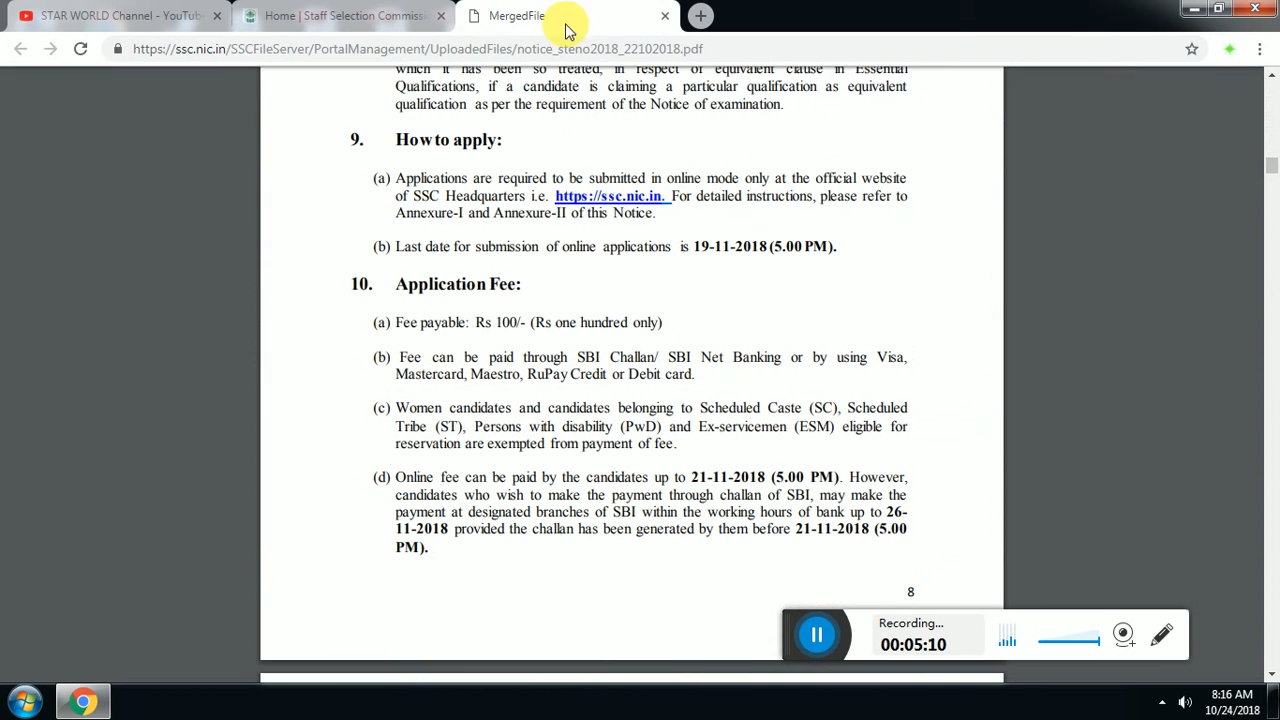 STAR WORLD Channel - YouTube
Home | Staff Selection Commissi
MergedFile
https://ssc.nic.in/SSCFileServer/PortalManagement/UploadedFiles/notice_steno2018_22102018.pdf
which it has been so treated, in respect of equivalent clause in Essential
Qualifications, if a candidate is claiming a particular qualification as equivalent
qualification as per the requirement of the Notice of examination.
9. How to apply:
(a) Applications are required to be submitted in online mode only at the official website
of SSC Headquarters i.e. https://ssc.nic.in. For detailed instructions, please refer to
Annexure-I and Annexure-II of this Notice.
(b) Last date for submission of online applications is 19-11-2018 (5.00 PM).
10. Application Fee:
(a) Fee payable: Rs 100/- (Rs one hundred only)
(b) Fee can be paid through SBI Challan/ SBI Net Banking or by using Visa,
Mastercard, Maestro, RuPay Credit or Debit card.
(c) Women candidates and candidates belonging to Scheduled Caste (SC), Scheduled
Tribe (ST), Persons with disability (PwD) and Ex-servicemen (ESM) eligible for
reservation are exempted from payment of fee.
(d) Online fee can be paid by the candidates up to 21-11-2018 (5.00 PM). However,
candidates who wish to make the payment through challan of SBI, may make the
payment at designated branches of SBI within the working hours of bank up to 26-
11-2018 provided the challan has been generated by them before 21-11-2018 (5.00
PM).
8
Recording...
00:05:10
8:16 AM
10/24/2018